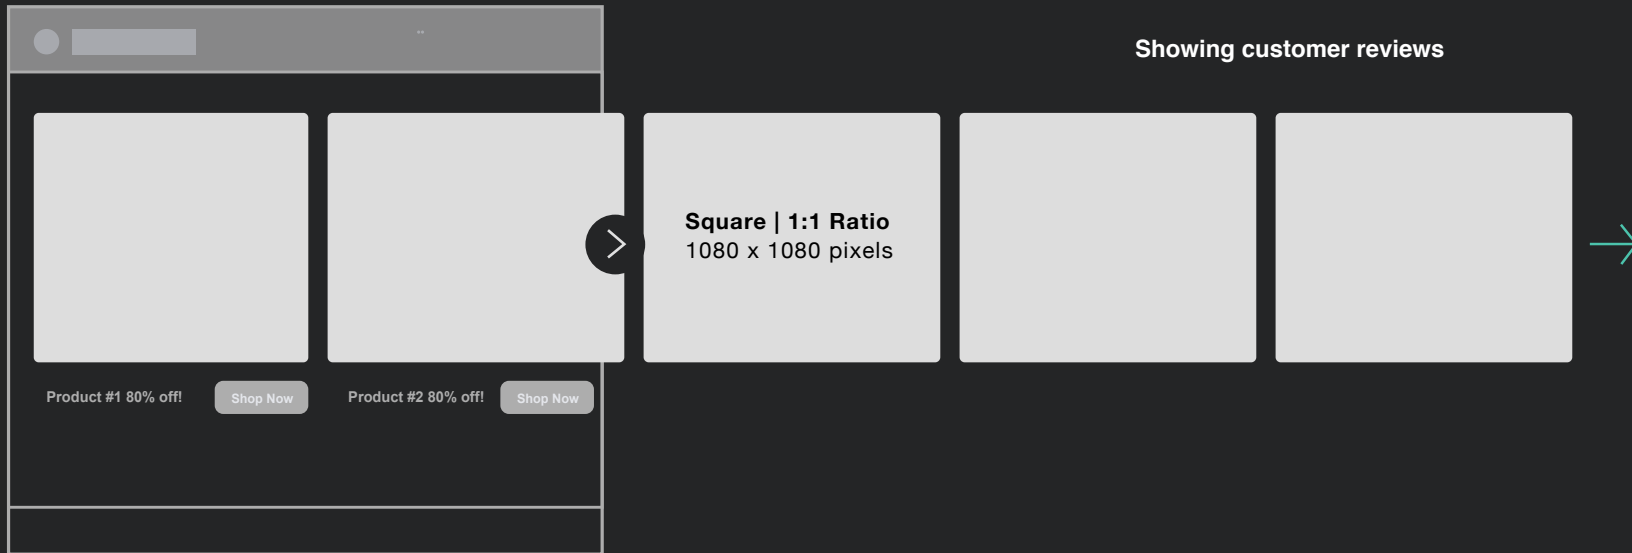 Showing customer reviews
Square | 1:1 Ratio
1080 x 1080 pixels
Product #1 80% off!
Shop Now
Product #2 80% off!
Shop Now